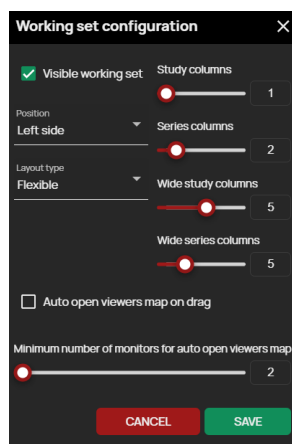 Working set configuration
Visible working set
Study columns
1
Position
Left side
Series columns
2
Layout type
Flexible
Wide study columns
5
Wide series columns
5
Auto open viewers map on drag
Minimum number of monitors for auto open viewers map
2
CANCEL SAVE